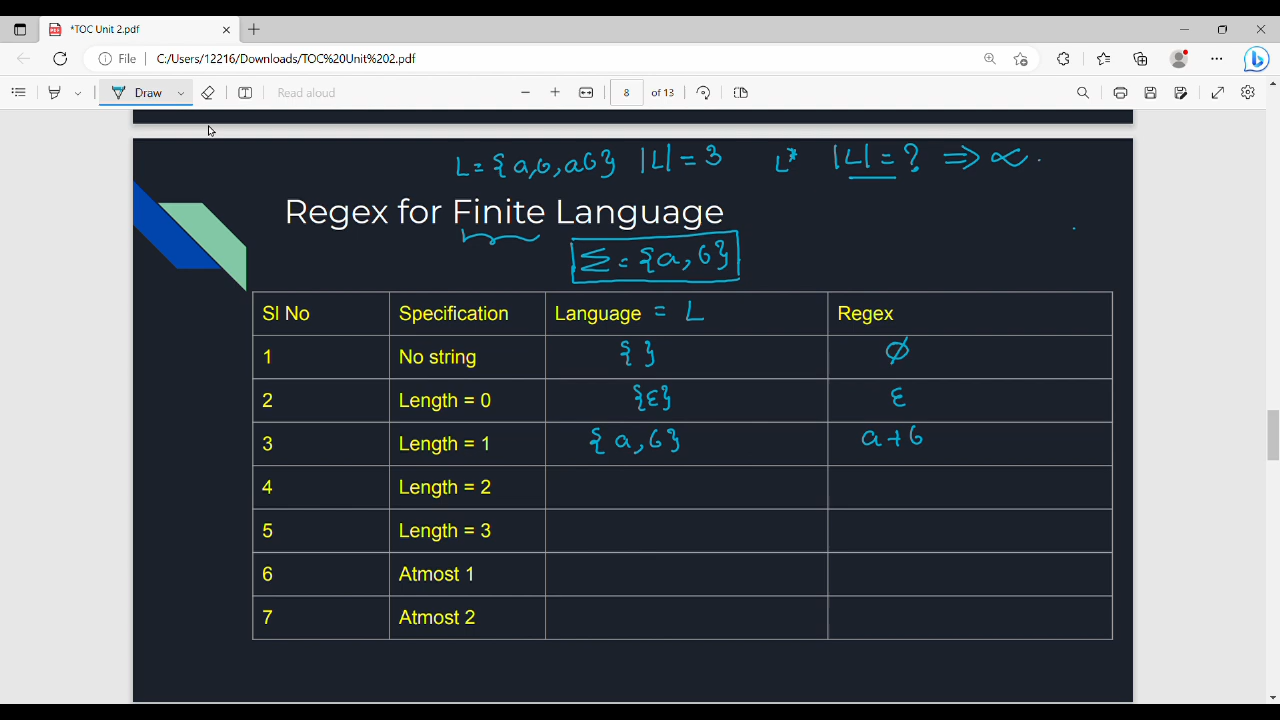 *TOC Unit 2.pdf
File C:/Users/12216/Downloads/TOC%20Unit%202.pdf
Draw Read aloud 8 of 13
L = {a,b,ab} |L| = 3 L* |L| = ? ⇒ ∞
Regex for Finite Language
Σ = {a, b}
Sl No Specification Language = L Regex
1 No string { } ∅
2 Length = 0 {ε} ε
3 Length = 1 {a, b} a+b
4 Length = 2
5 Length = 3
6 Atmost 1
7 Atmost 2